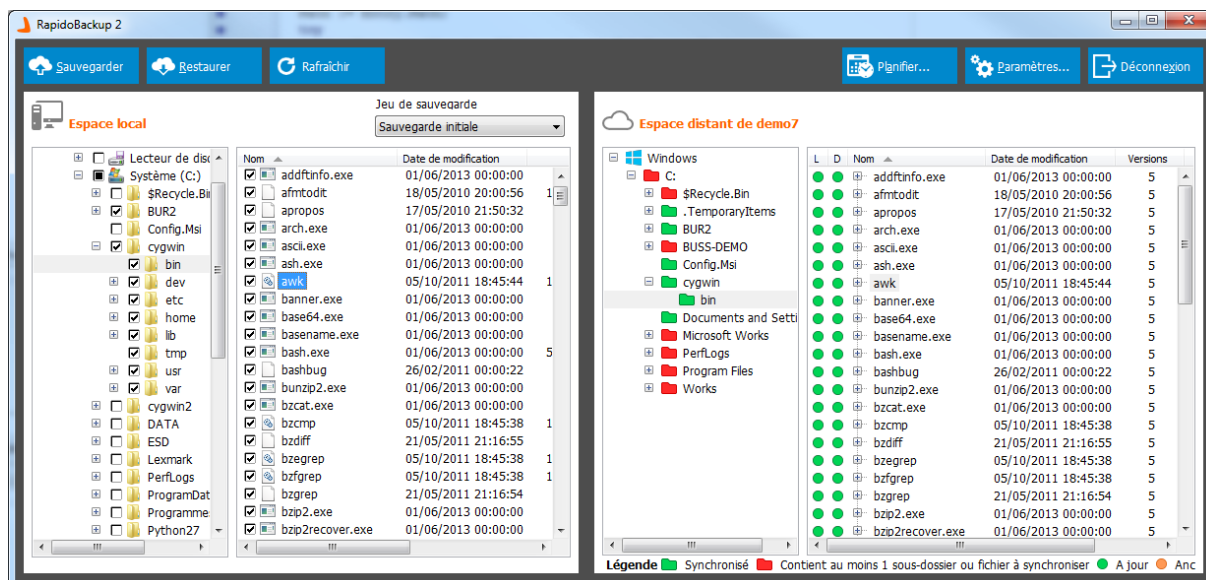 RapidoBackup 2
Sauvegarder Restaurer Rafraîchir Planifier... Paramètres... Déconnexion
Jeu de sauvegarde
Espace local Sauvegarde initiale
Espace distant de demo7
Lecteur de disc
Système (C:)
$Recycle.Bin
BUR2
Config.Msi
cygwin
bin
dev
etc
home
lib
tmp
usr
var
cygwin2
DATA
ESD
Lexmark
PerfLogs
ProgramDat
Programme
Python27
Nom Date de modification
addftinfo.exe 01/06/2013 00:00:00
afmtodit 18/05/2010 20:00:56 1
apropos 17/05/2010 21:50:32
arch.exe 01/06/2013 00:00:00
ascii.exe 01/06/2013 00:00:00
ash.exe 01/06/2013 00:00:00
awk 05/10/2011 18:45:44 1
banner.exe 01/06/2013 00:00:00
base64.exe 01/06/2013 00:00:00
basename.exe 01/06/2013 00:00:00
bash.exe 01/06/2013 00:00:00 5
bashbug 26/02/2011 00:00:22
bunzip2.exe 01/06/2013 00:00:00
bzcat.exe 01/06/2013 00:00:00
bzcmp 05/10/2011 18:45:38 1
bzdiff 21/05/2011 21:16:55
bzegrep 05/10/2011 18:45:38 1
bzfgrep 05/10/2011 18:45:38 1
bzgrep 21/05/2011 21:16:54
bzip2.exe 01/06/2013 00:00:00
bzip2recover.exe 01/06/2013 00:00:00
Windows
C:
$Recycle.Bin
.TemporaryItems
BUR2
BUSS-DEMO
Config.Msi
cygwin
bin
Documents and Setti
Microsoft Works
PerfLogs
Program Files
Works
L D Nom Date de modification Versions
addftinfo.exe 01/06/2013 00:00:00 5
afmtodit 18/05/2010 20:00:56 5
apropos 17/05/2010 21:50:32 5
arch.exe 01/06/2013 00:00:00 5
ascii.exe 01/06/2013 00:00:00 5
ash.exe 01/06/2013 00:00:00 5
awk 05/10/2011 18:45:44 5
banner.exe 01/06/2013 00:00:00 5
base64.exe 01/06/2013 00:00:00 5
basename.exe 01/06/2013 00:00:00 5
bash.exe 01/06/2013 00:00:00 5
bashbug 26/02/2011 00:00:22 5
bunzip2.exe 01/06/2013 00:00:00 5
bzcat.exe 01/06/2013 00:00:00 5
bzcmp 05/10/2011 18:45:38 5
bzdiff 21/05/2011 21:16:55 5
bzegrep 05/10/2011 18:45:38 5
bzfgrep 05/10/2011 18:45:38 5
bzgrep 21/05/2011 21:16:54 5
bzip2.exe 01/06/2013 00:00:00 5
bzip2recover.exe 01/06/2013 00:00:00 5
Légende Synchronisé Contient au moins 1 sous-dossier ou fichier à synchroniser A jour Anc